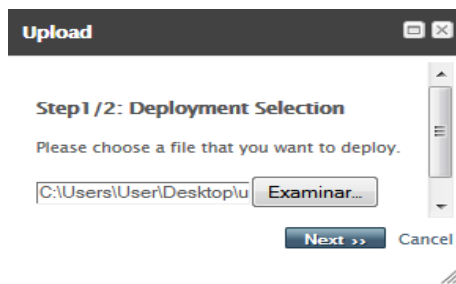 Upload
Step1/2: Deployment Selection
Please choose a file that you want to deploy.
C:\Users\User\Desktop\u Examinar...
Next >> Cancel